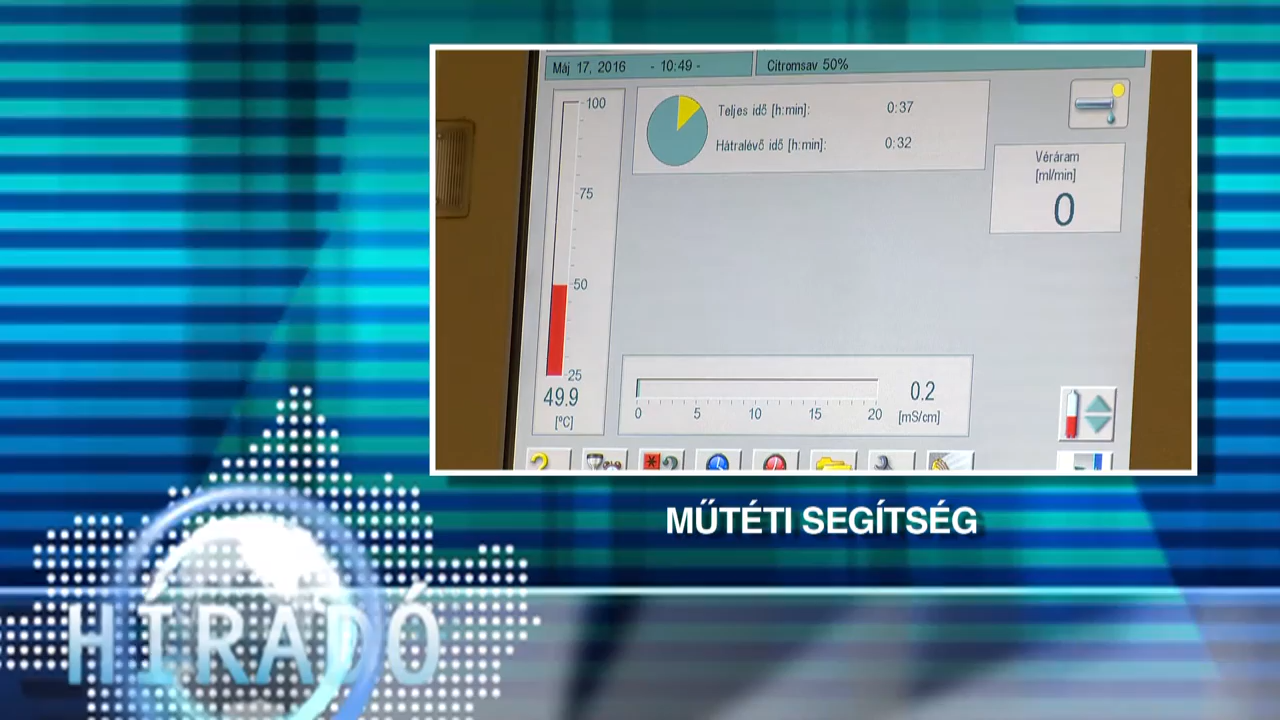 Máj 17, 2016 - 10:49 - Citromsav 50%
100
75
50
25
49.9
[ºC]
Teljes idő [h:min]: 0:37
Hátralévő idő [h:min]: 0:32
Véráram
[ml/min]
0
0 5 10 15 20
0.2
[mS/cm]
?
MŰTÉTI SEGÍTSÉG
HÍRADÓ